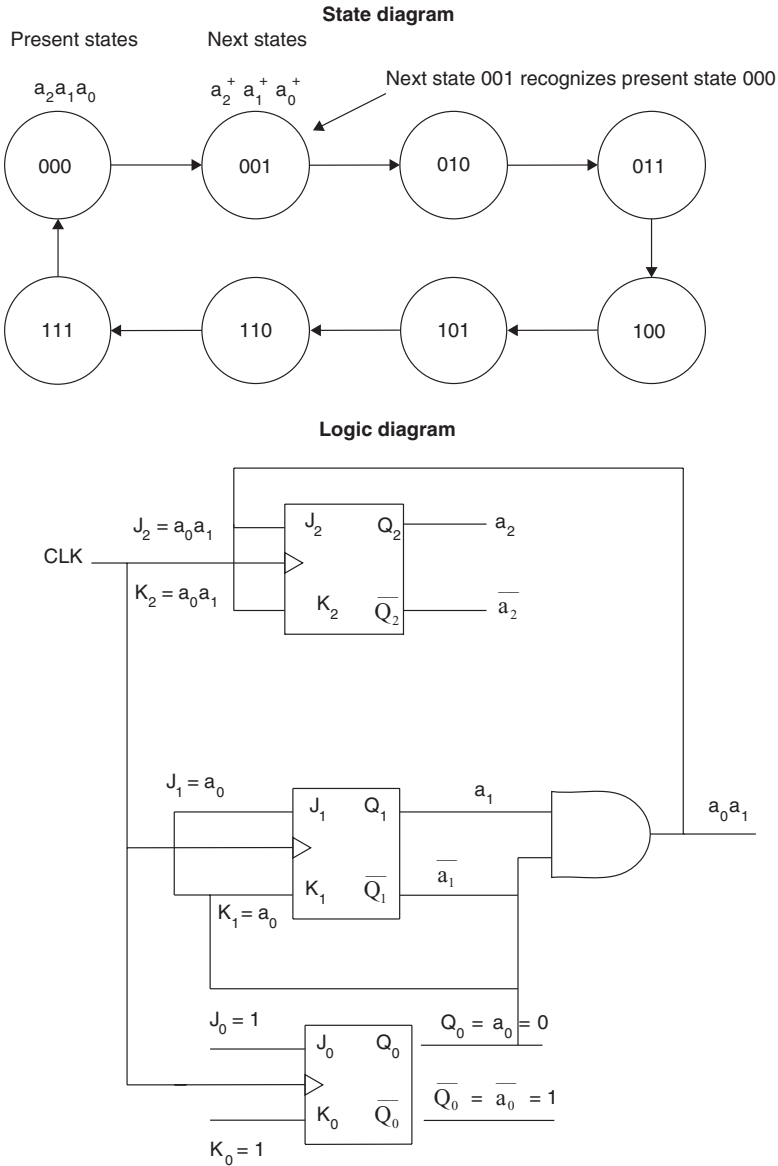 State diagram
Present states
Next states
a₂a₁a₀
a₂⁺ a₁⁺ a₀⁺
Next state 001 recognizes present state 000
000
001
010
011
111
110
101
100
Logic diagram
J₂ = a₀a₁
J₂
Q₂
a₂
CLK
K₂ = a₀a₁
K₂
Q̅₂
a̅₂
J₁ = a₀
J₁
Q₁
a₁
a₀a₁
K₁
Q̅₁
a̅₁
K₁ = a₀
J₀ = 1
J₀
Q₀
Q₀ = a₀ = 0
K₀
Q̅₀
Q̅₀ = a̅₀ = 1
K₀ = 1